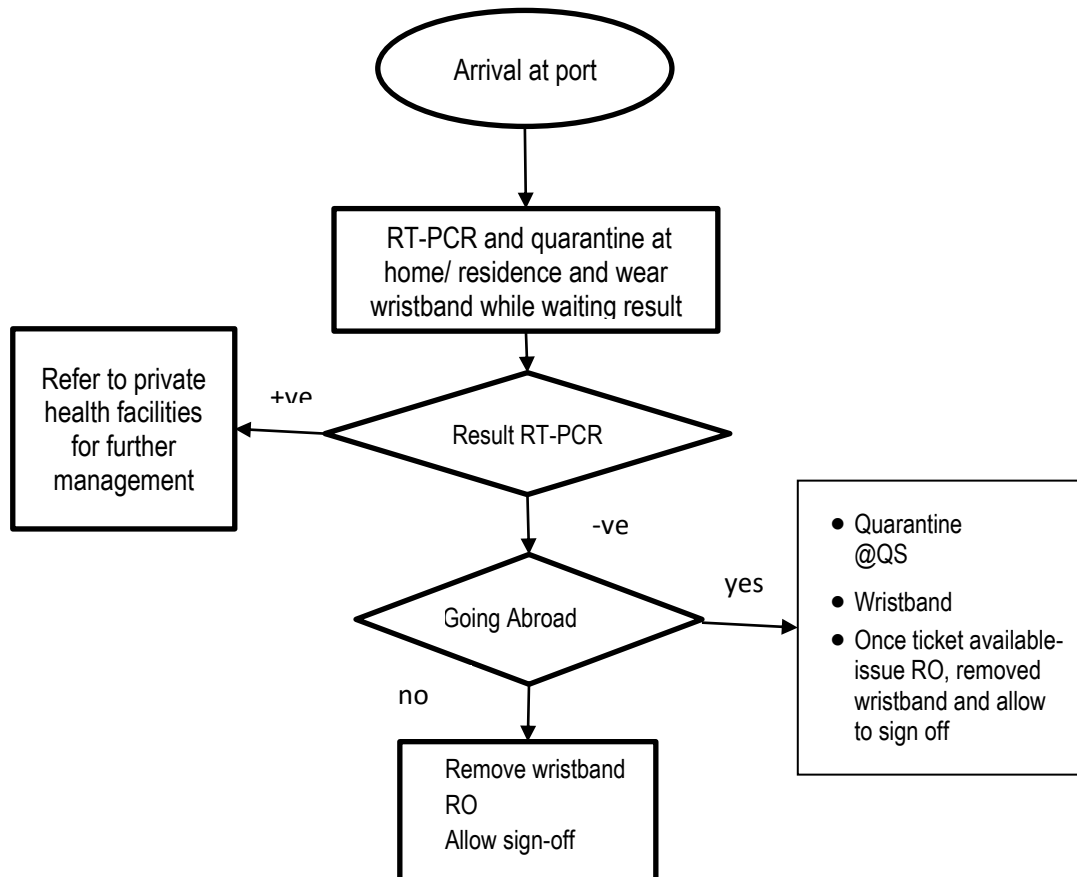 Arrival at port
RT-PCR and quarantine at
home/ residence and wear
wristband while waiting result
Refer to private
health facilities
for further
management
+ve
Result RT-PCR
-ve
Going Abroad
yes
● Quarantine
@QS
● Wristband
● Once ticket available-
issue RO, removed
wristband and allow
to sign off
no
Remove wristband
RO
Allow sign-off